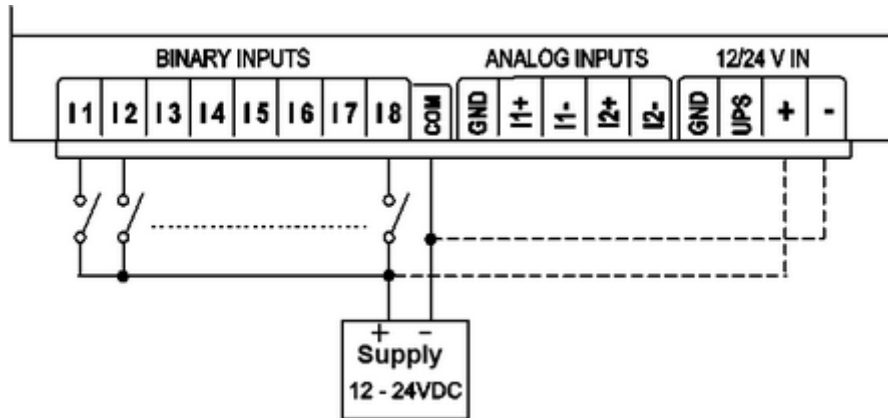 BINARY INPUTS ANALOG INPUTS 12/24 V IN
I1 I2 I3 I4 I5 I6 I7 I8 COM GND I1+ I1- I2+ I2- GND UPS + -
+ -
Supply
12 - 24VDC